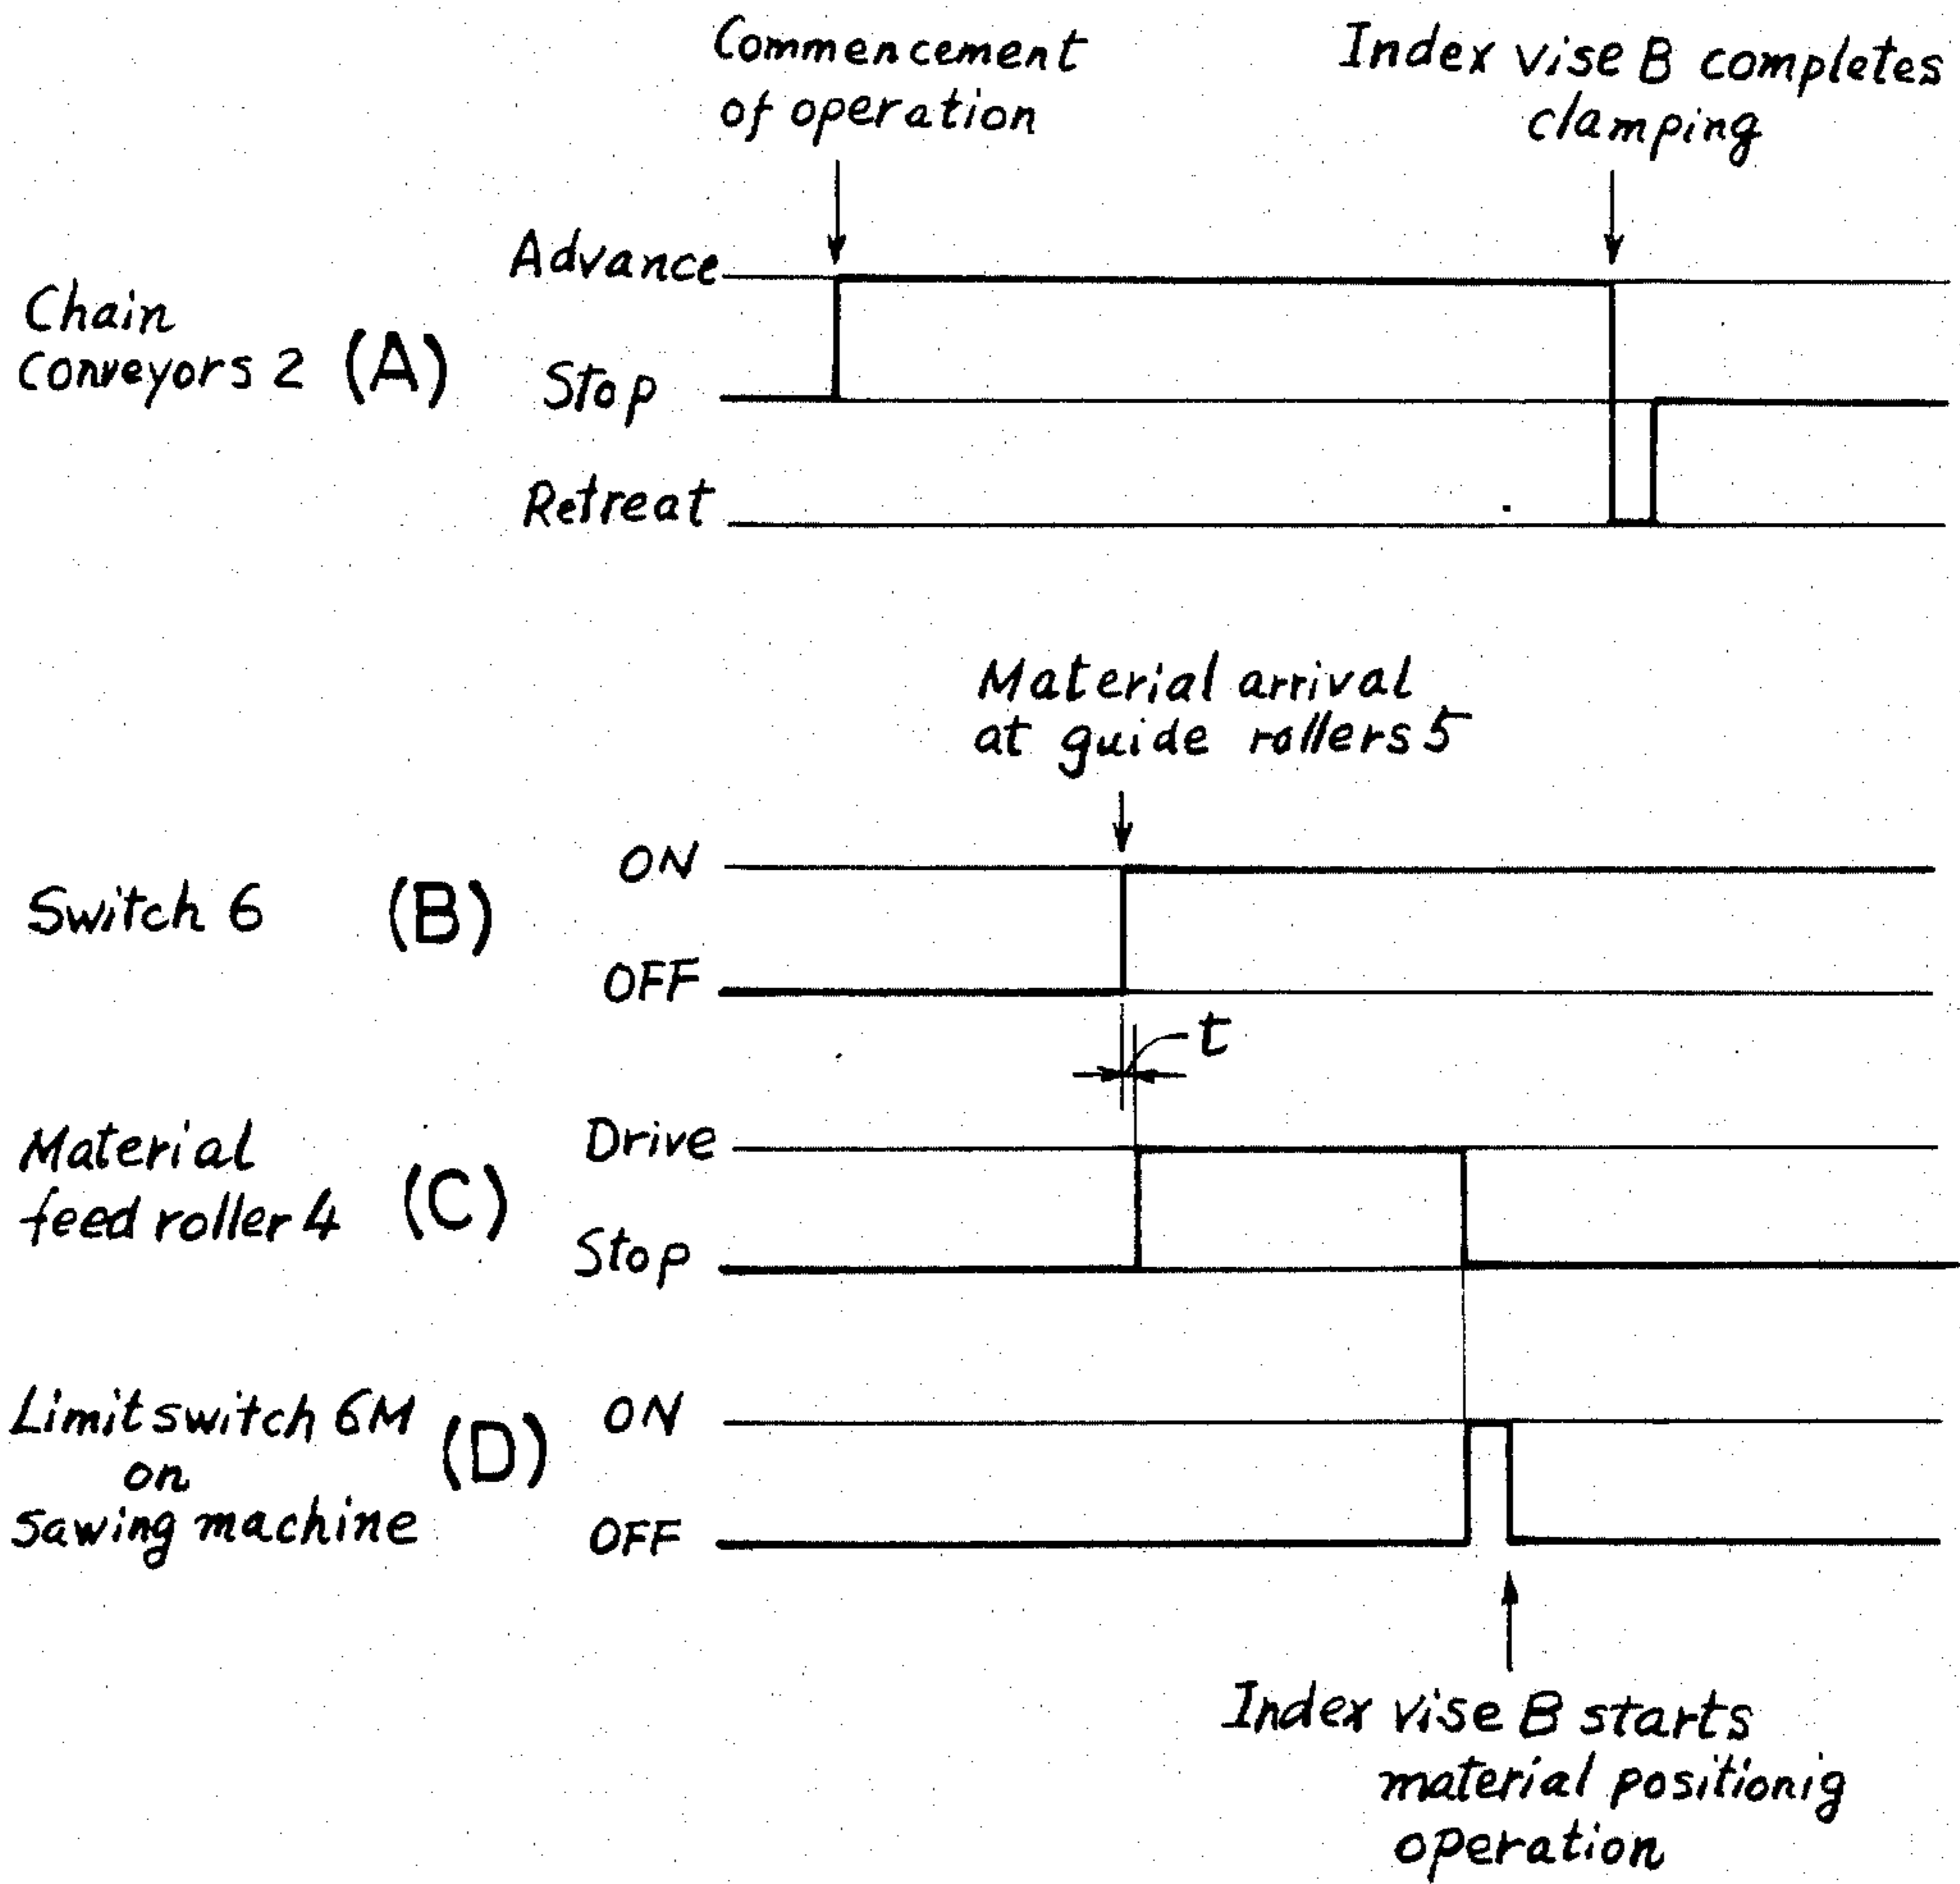 Commencement
of operation
Index vise B completes
clamping
Chain
Conveyors 2 (A)
Advance
Stop
Retreat
Material arrival
at guide rollers 5
Switch 6 (B)
ON
OFF
t
Material
feed roller 4 (C)
Drive
Stop
Limit switch 6M
on
sawing machine
(D)
ON
OFF
Index vise B starts
material positionig
operation